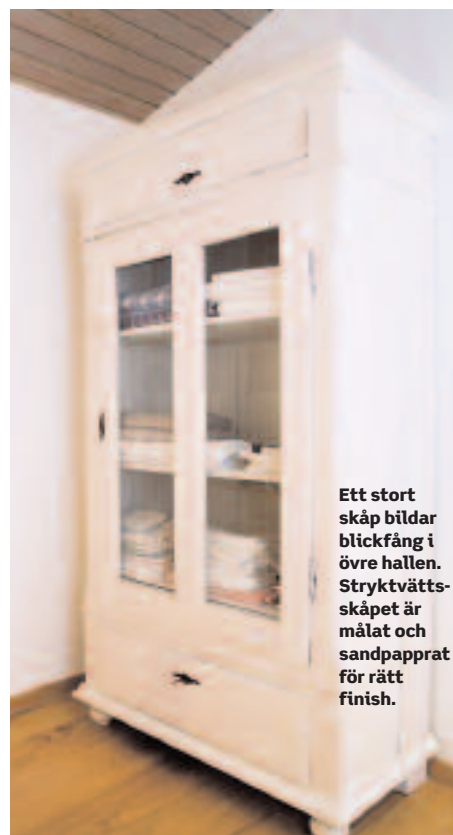 Ett stort
skåp bildar
blickfång i
övre hallen.
Stryktvätts-
skåpet är
målat och
sandpapprat
för rätt
finish.